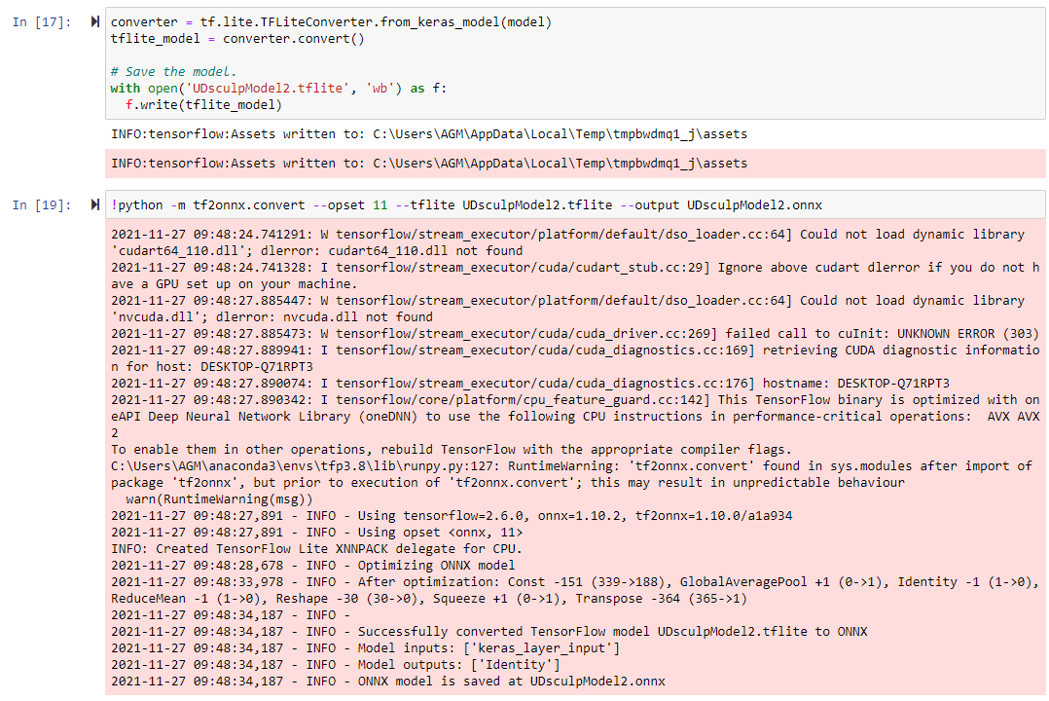 In [17]:
converter = tf.lite.TFLiteConverter.from_keras_model(model)
tflite_model = converter.convert()
# Save the model.
with open('UDsculpModel2.tflite', 'wb') as f:
  f.write(tflite_model)
INFO:tensorflow:Assets written to: C:\Users\AGM\AppData\Local\Temp\tmpbwdmq1_j\assets
INFO:tensorflow:Assets written to: C:\Users\AGM\AppData\Local\Temp\tmpbwdmq1_j\assets
In [19]:
!python -m tf2onnx.convert --opset 11 --tflite UDsculpModel2.tflite --output UDsculpModel2.onnx
2021-11-27 09:48:24.741291: W tensorflow/stream_executor/platform/default/dso_loader.cc:64] Could not load dynamic library
'cudart64_110.dll'; dlerror: cudart64_110.dll not found
2021-11-27 09:48:24.741328: I tensorflow/stream_executor/cuda/cudart_stub.cc:29] Ignore above cudart dlerror if you do not h
ave a GPU set up on your machine.
2021-11-27 09:48:27.885447: W tensorflow/stream_executor/platform/default/dso_loader.cc:64] Could not load dynamic library
'nvcuda.dll'; dlerror: nvcuda.dll not found
2021-11-27 09:48:27.885473: W tensorflow/stream_executor/cuda/cuda_driver.cc:269] failed call to cuInit: UNKNOWN ERROR (303)
2021-11-27 09:48:27.889941: I tensorflow/stream_executor/cuda/cuda_diagnostics.cc:169] retrieving CUDA diagnostic informatio
n for host: DESKTOP-Q71RPT3
2021-11-27 09:48:27.890074: I tensorflow/stream_executor/cuda/cuda_diagnostics.cc:176] hostname: DESKTOP-Q71RPT3
2021-11-27 09:48:27.890342: I tensorflow/core/platform/cpu_feature_guard.cc:142] This TensorFlow binary is optimized with on
eAPI Deep Neural Network Library (oneDNN) to use the following CPU instructions in performance-critical operations:  AVX AVX
2
To enable them in other operations, rebuild TensorFlow with the appropriate compiler flags.
C:\Users\AGM\anaconda3\envs\tfp3.8\lib\runpy.py:127: RuntimeWarning: 'tf2onnx.convert' found in sys.modules after import of
package 'tf2onnx', but prior to execution of 'tf2onnx.convert'; this may result in unpredictable behaviour
  warn(RuntimeWarning(msg))
2021-11-27 09:48:27,891 - INFO - Using tensorflow=2.6.0, onnx=1.10.2, tf2onnx=1.10.0/a1a934
2021-11-27 09:48:27,891 - INFO - Using opset <onnx, 11>
INFO: Created TensorFlow Lite XNNPACK delegate for CPU.
2021-11-27 09:48:28,678 - INFO - Optimizing ONNX model
2021-11-27 09:48:33,978 - INFO - After optimization: Const -151 (339->188), GlobalAveragePool +1 (0->1), Identity -1 (1->0),
ReduceMean -1 (1->0), Reshape -30 (30->0), Squeeze +1 (0->1), Transpose -364 (365->1)
2021-11-27 09:48:34,187 - INFO -
2021-11-27 09:48:34,187 - INFO - Successfully converted TensorFlow model UDsculpModel2.tflite to ONNX
2021-11-27 09:48:34,187 - INFO - Model inputs: ['keras_layer_input']
2021-11-27 09:48:34,187 - INFO - Model outputs: ['Identity']
2021-11-27 09:48:34,187 - INFO - ONNX model is saved at UDsculpModel2.onnx